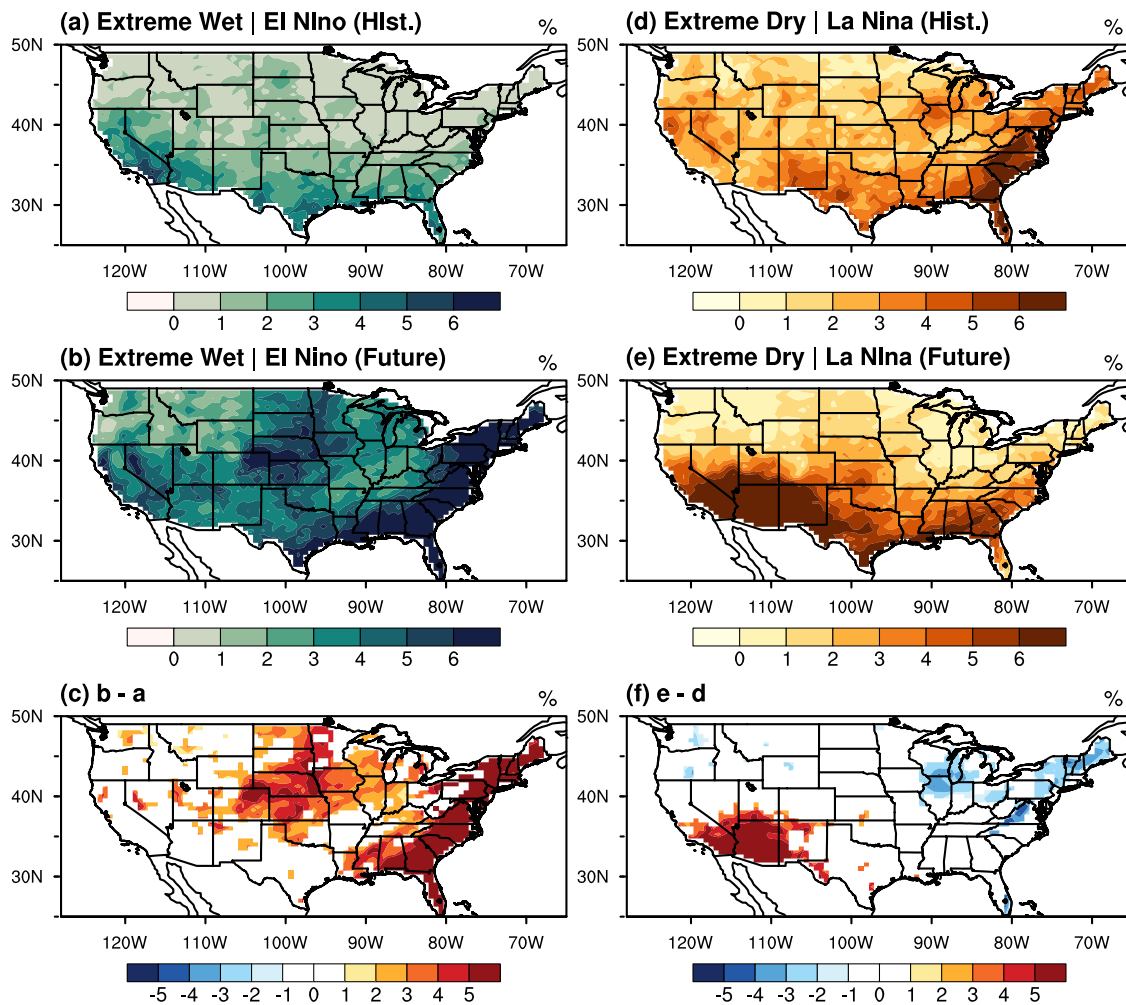 (a) Extreme Wet | El Nino (HIst.)
%
50N
40N
30N
120W 110W 100W 90W 80W 70W
0 1 2 3 4 5 6
(d) Extreme Dry | La Nina (Hist.)
%
50N
40N
30N
120W 110W 100W 90W 80W 70W
0 1 2 3 4 5 6
(b) Extreme Wet | El Nino (Future)
%
50N
40N
30N
120W 110W 100W 90W 80W 70W
0 1 2 3 4 5 6
(e) Extreme Dry | La NIna (Future)
%
50N
40N
30N
120W 110W 100W 90W 80W 70W
0 1 2 3 4 5 6
(c) b - a
%
50N
40N
30N
120W 110W 100W 90W 80W 70W
-5 -4 -3 -2 -1 0 1 2 3 4 5
(f) e - d
%
50N
40N
30N
120W 110W 100W 90W 80W 70W
-5 -4 -3 -2 -1 0 1 2 3 4 5